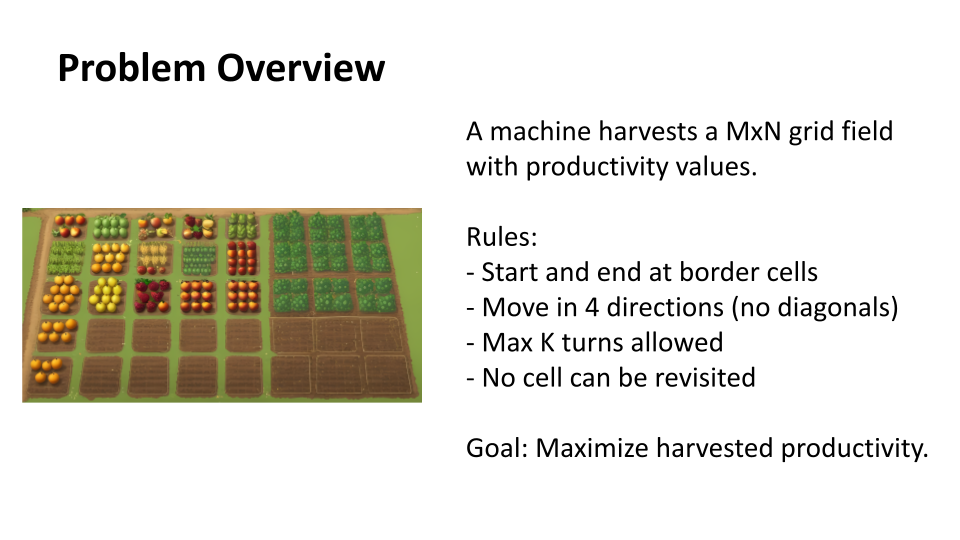 Problem Overview
A machine harvests a MxN grid field
with productivity values.
Rules:
- Start and end at border cells
- Move in 4 directions (no diagonals)
- Max K turns allowed
- No cell can be revisited
Goal: Maximize harvested productivity.